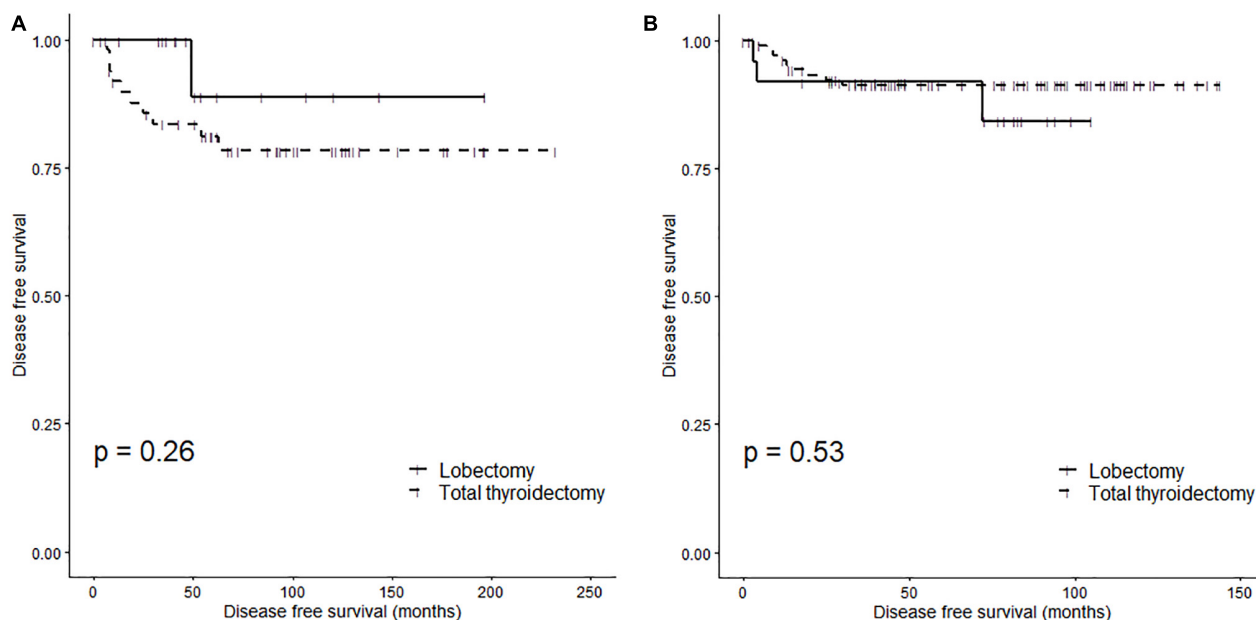 A
Disease free survival
1.00
0.75
0.50
0.25
0.00
p = 0.26
Lobectomy
Total thyroidectomy
0 50 100 150 200 250
Disease free survival (months)
B
Disease free survival
1.00
0.75
0.50
0.25
0.00
p = 0.53
Lobectomy
Total thyroidectomy
0 50 100 150
Disease free survival (months)